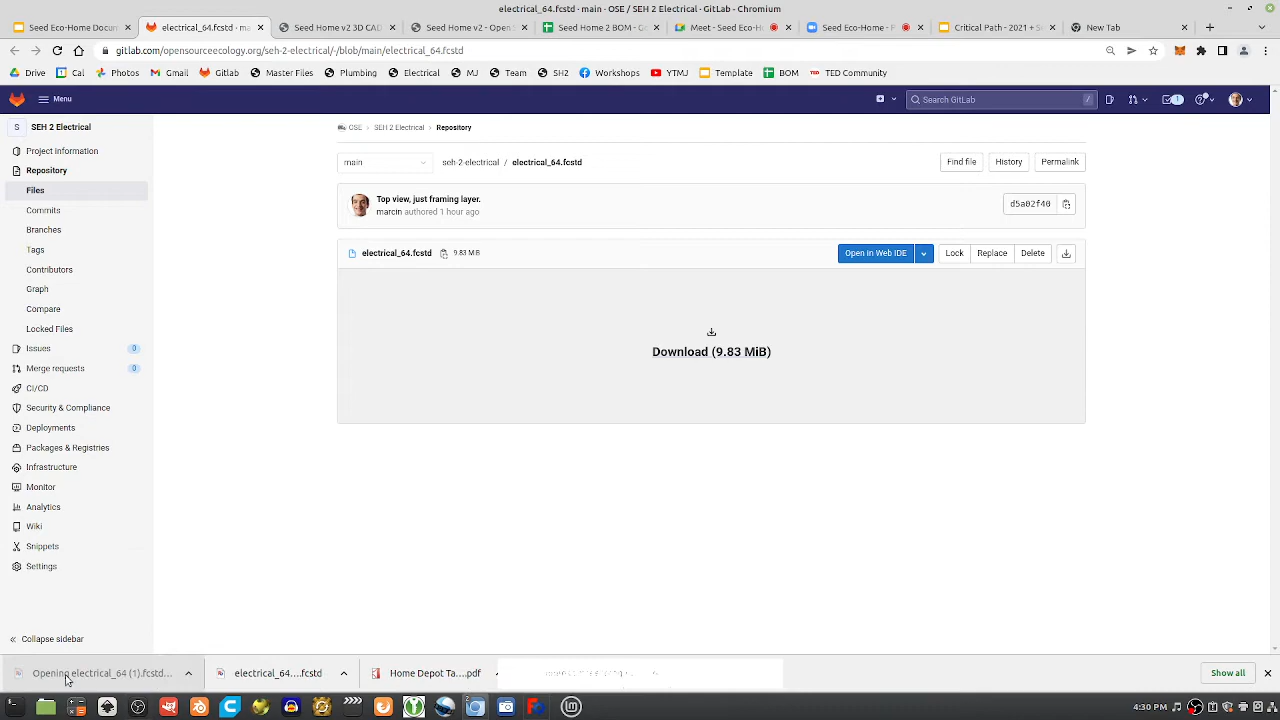 electrical_64.fcstd · main · OSE / SEH 2 Electrical · GitLab - Chromium
Seed Eco-Home Docum
electrical_64.fcstd · m
Seed Home v2 3D CAD
Seed Home v2 - Open
Seed Home 2 BOM - G
Meet - Seed Eco-H
Seed Eco-Home - F
Critical Path - 2021 + S
New Tab
gitlab.com/opensourceecology/seh-2-electrical/-/blob/main/electrical_64.fcstd
Drive Cal Photos Gmail Gitlab Master Files Plumbing Electrical MJ Team SH2 Workshops YTMJ Template BOM TED TED Community
Menu
Search GitLab /
1
S SEH 2 Electrical
OSE > SEH 2 Electrical > Repository
Project information
Repository
Files
Commits
Branches
Tags
Contributors
Graph
Compare
Locked Files
Issues 0
Merge requests 0
CI/CD
Security & Compliance
Deployments
Packages & Registries
Infrastructure
Monitor
Analytics
Wiki
Snippets
Settings
Collapse sidebar
main
seh-2-electrical / electrical_64.fcstd
Find file
History
Permalink
Top view, just framing layer.
marcin authored 1 hour ago
d5a02f40
electrical_64.fcstd 9.83 MB
Open in Web IDE
Lock
Replace
Delete
Download (9.83 MiB)
Opening electrical_64 (1).fcstd...
electrical_64....fcstd
Home Depot Ta....pdf
Show all
4:30 PM